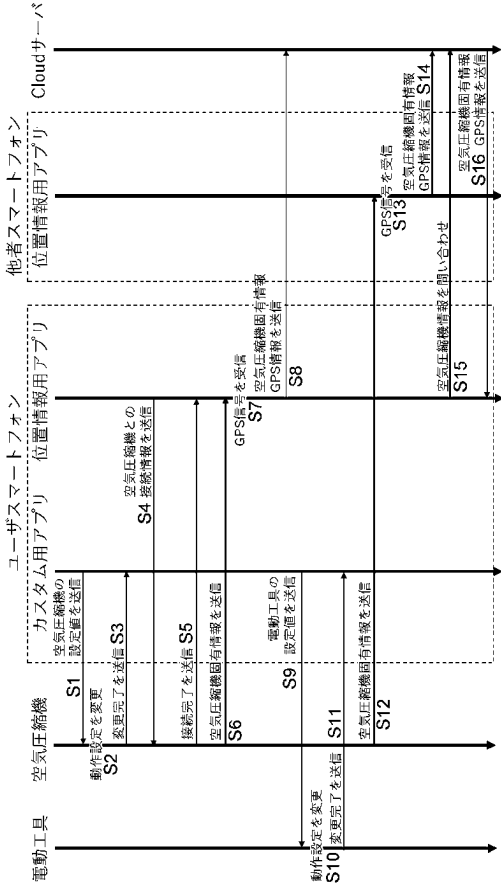 電動工具
空気圧縮機
ユーザスマートフォン
カスタム用アプリ
位置情報用アプリ
他者スマートフォン
位置情報用アプリ
Cloudサーバ
空気圧縮機の
設定値を送信
S1
動作設定を変更
S2
変更完了を送信 S3
空気圧縮機との
S4 接続情報を送信
接続完了を送信 S5
空気圧縮機固有情報を送信
S6
GPS信号を受信
S7
空気圧縮機固有情報
GPS情報を送信
S8
電動工具の
設定値を送信
S9
動作設定を変更
S10
変更完了を送信
S11
空気圧縮機固有情報を送信
S12
GPS信号を受信
S13
空気圧縮機固有情報
GPS情報を送信 S14
空気圧縮機情報を問い合わせ
S15
空気圧縮機固有情報
S16 GPS情報を送信